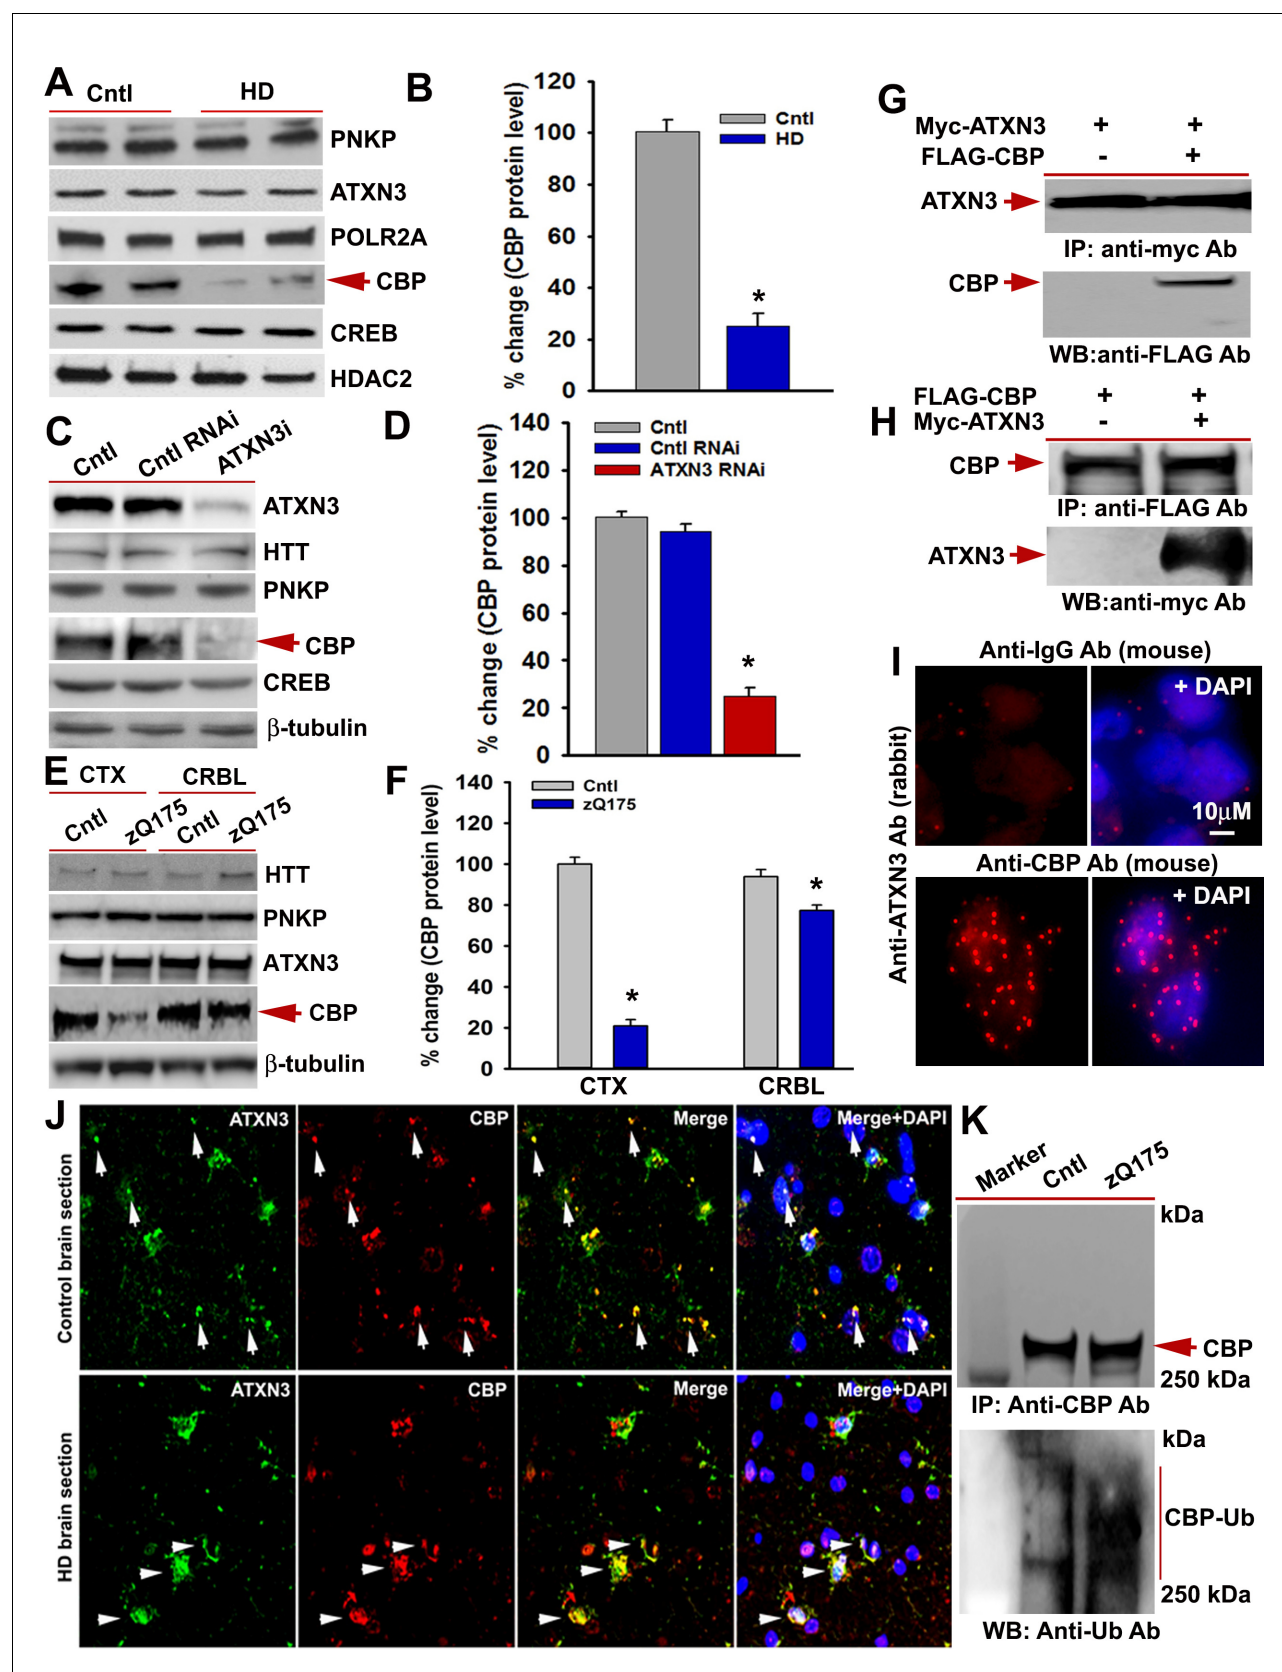 A
Cntl HD
PNKP
ATXN3
POLR2A
CBP
CREB
HDAC2
B
% change (CBP protein level)
120
100
80
60
40
20
0
Cntl
HD
*
C
Cntl Cntl RNAi ATXN3i
ATXN3
HTT
PNKP
CBP
CREB
β-tubulin
D
% change (CBP protein level)
140
120
100
80
60
40
20
0
Cntl
Cntl RNAi
ATXN3 RNAi
*
E
CTX CRBL
Cntl zQ175 Cntl zQ175
HTT
PNKP
ATXN3
CBP
β-tubulin
F
% change (CBP protein level)
140
120
100
80
60
40
20
0
Cntl
zQ175
*
*
CTX CRBL
G
Myc-ATXN3 + +
FLAG-CBP - +
ATXN3
IP: anti-myc Ab
CBP
WB:anti-FLAG Ab
H
FLAG-CBP + +
Myc-ATXN3 - +
CBP
IP: anti-FLAG Ab
ATXN3
WB:anti-myc Ab
I
Anti-IgG Ab (mouse)
+ DAPI
10μM
Anti-CBP Ab (mouse)
+ DAPI
Anti-ATXN3 Ab (rabbit)
J
Control brain section
ATXN3 CBP Merge Merge+DAPI
HD brain section
ATXN3 CBP Merge Merge+DAPI
K
Marker Cntl zQ175
kDa
CBP
250 kDa
IP: Anti-CBP Ab
kDa
CBP-Ub
250 kDa
WB: Anti-Ub Ab